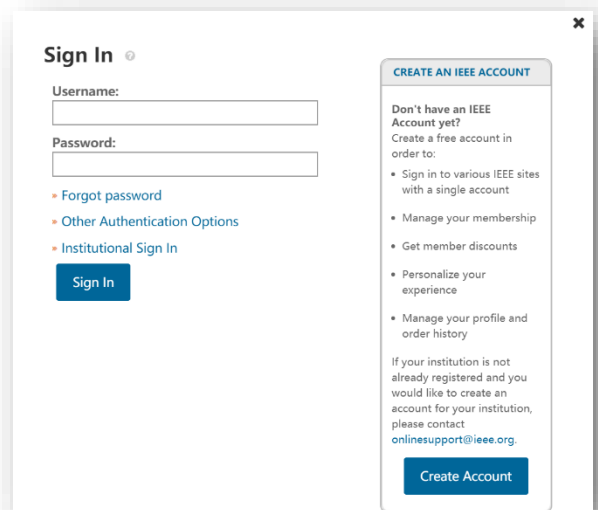 Sign In
Username:
Password:
» Forgot password
» Other Authentication Options
» Institutional Sign In
Sign In
CREATE AN IEEE ACCOUNT
Don't have an IEEE
Account yet?
Create a free account in
order to:
• Sign in to various IEEE sites
with a single account
• Manage your membership
• Get member discounts
• Personalize your
experience
• Manage your profile and
order history
If your institution is not
already registered and you
would like to create an
account for your institution,
please contact
onlinesupport@ieee.org.
Create Account